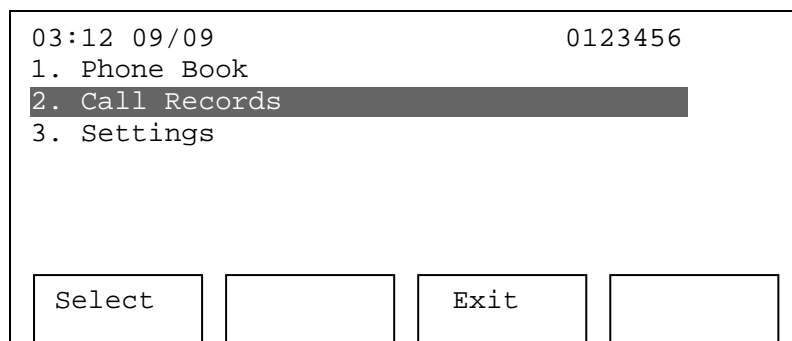 03:12 09/09 0123456
1. Phone Book
2. Call Records
3. Settings
Select Exit